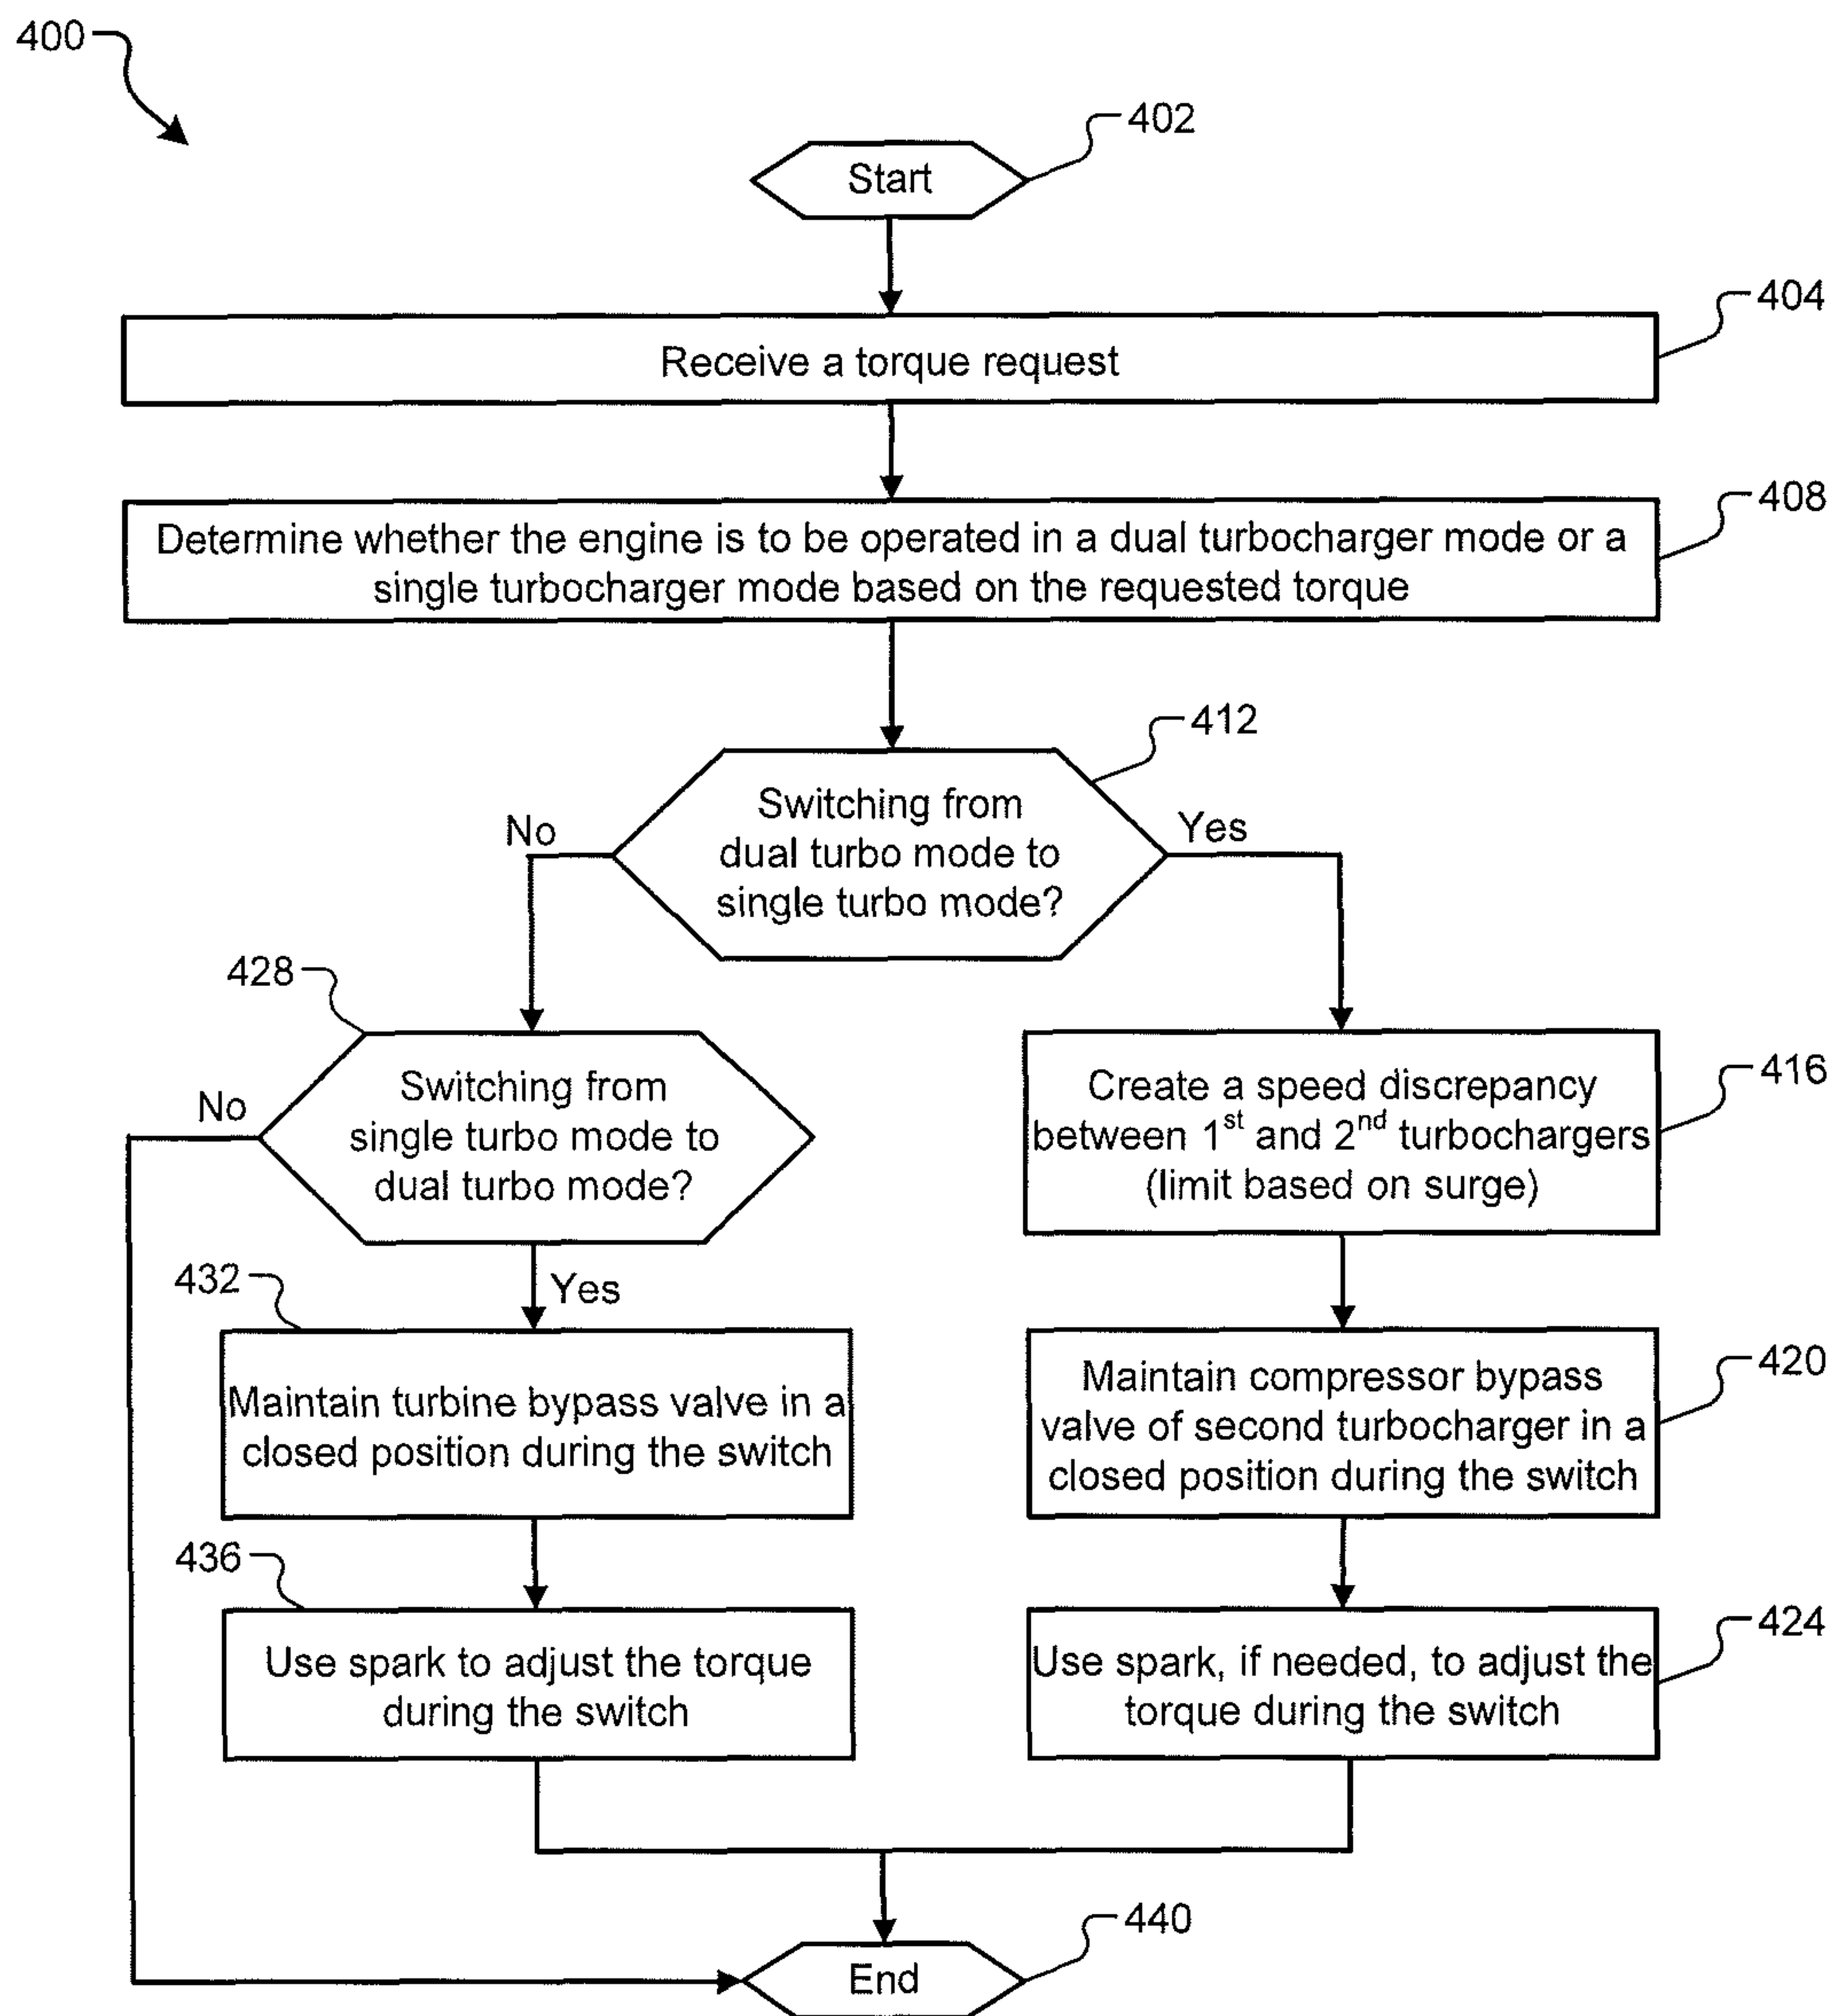 400
402
Start
404
Receive a torque request
408
Determine whether the engine is to be operated in a dual turbocharger mode or a
single turbocharger mode based on the requested torque
412
Switching from
dual turbo mode to
single turbo mode?
No
Yes
428
Switching from
single turbo mode to
dual turbo mode?
No
Yes
416
Create a speed discrepancy
between 1st and 2nd turbochargers
(limit based on surge)
432
Maintain turbine bypass valve in a
closed position during the switch
420
Maintain compressor bypass
valve of second turbocharger in a
closed position during the switch
436
Use spark to adjust the torque
during the switch
424
Use spark, if needed, to adjust the
torque during the switch
440
End